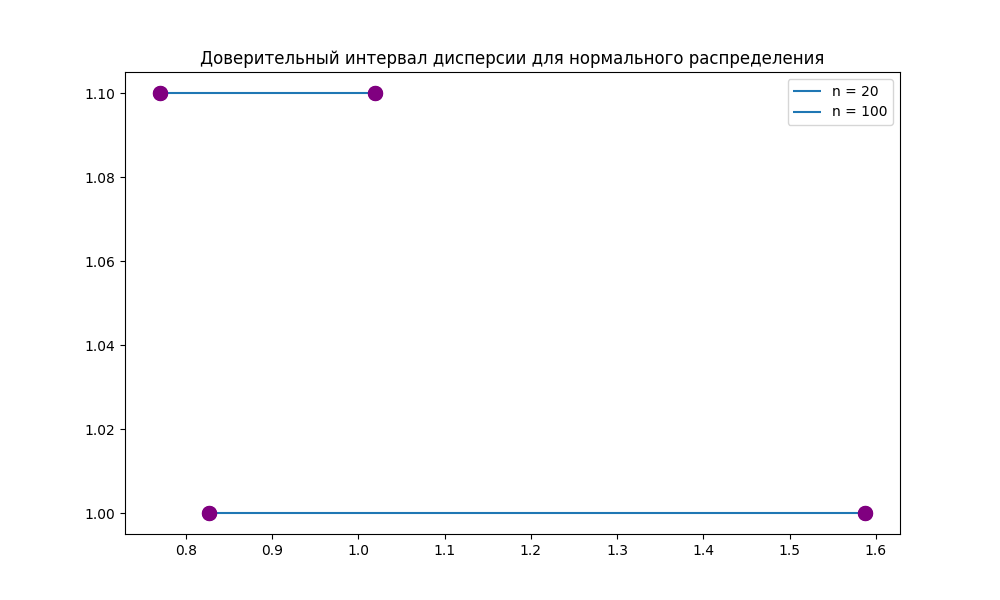 Доверительный интервал дисперсии для нормального распределения
n = 20
n = 100
1.10
1.08
1.06
1.04
1.02
1.00
0.8 0.9 1.0 1.1 1.2 1.3 1.4 1.5 1.6